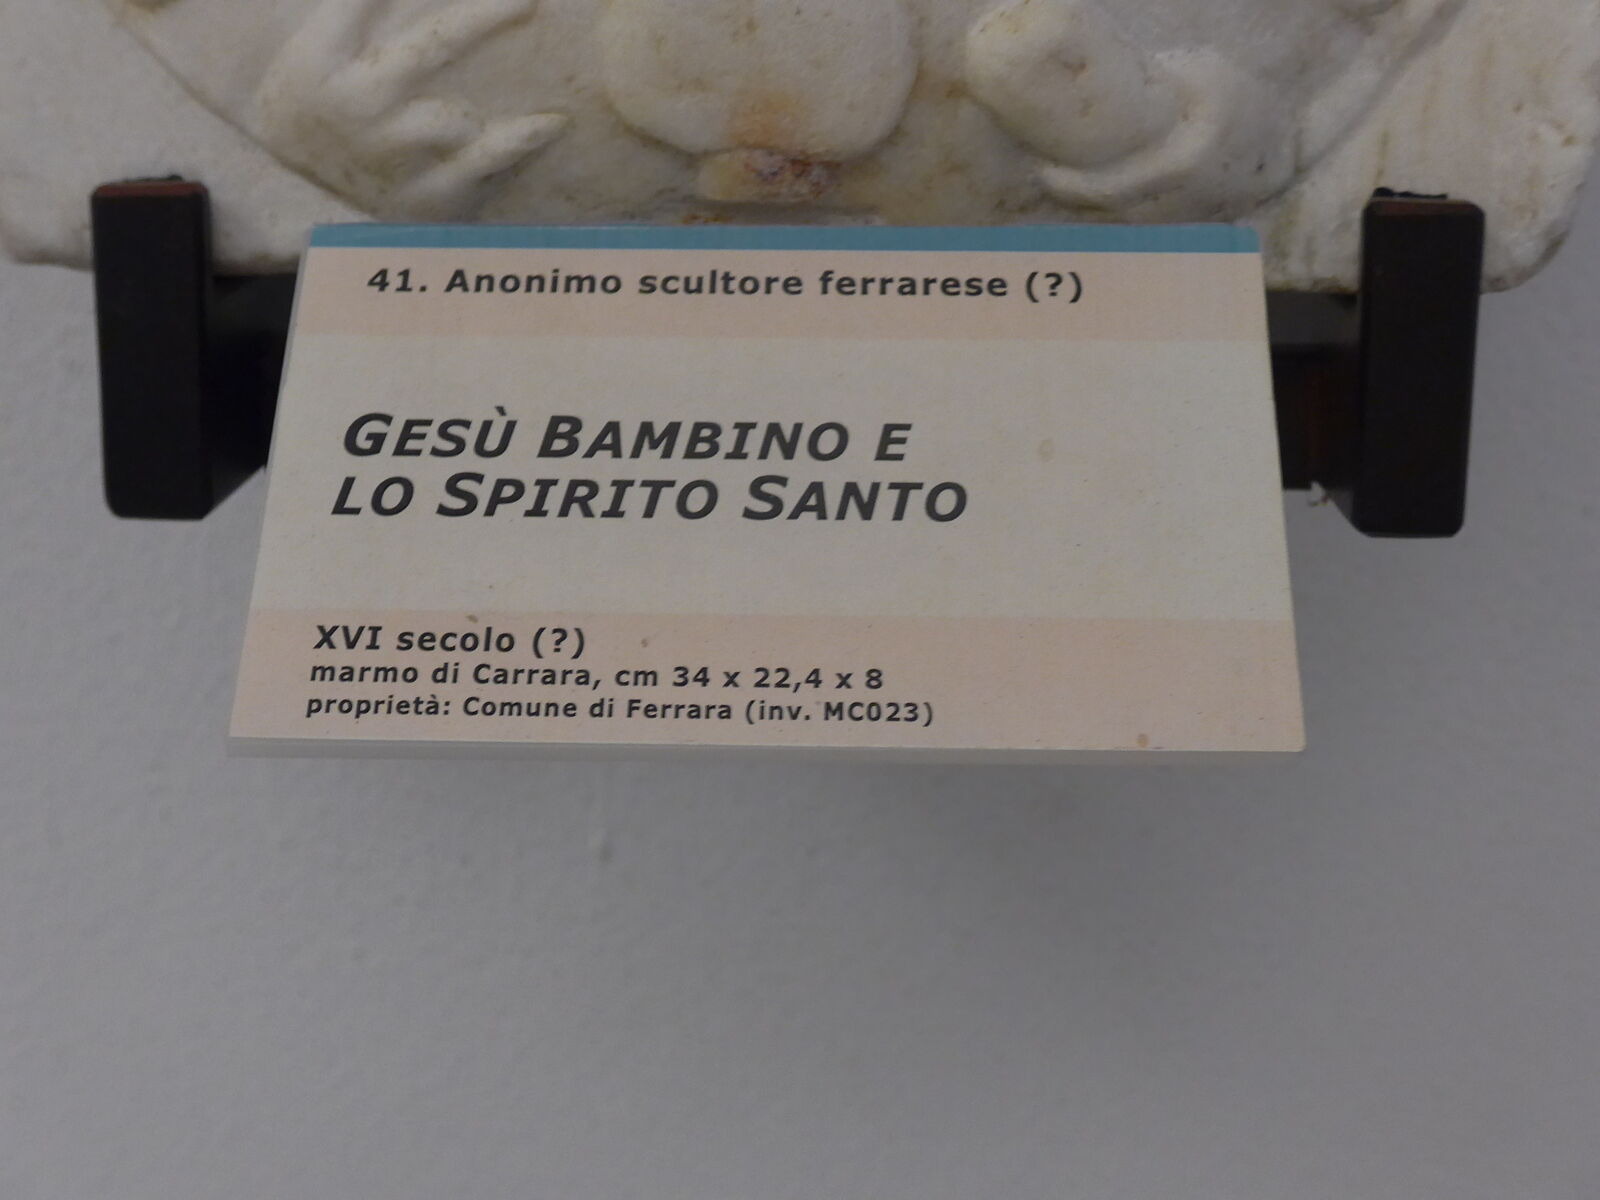 41. Anonimo scultore ferrarese (?)
GESÙ BAMBINO E
LO SPIRITO SANTO
XVI secolo (?)
marmo di Carrara, cm 34 x 22,4 x 8
proprietà: Comune di Ferrara (inv. MC023)